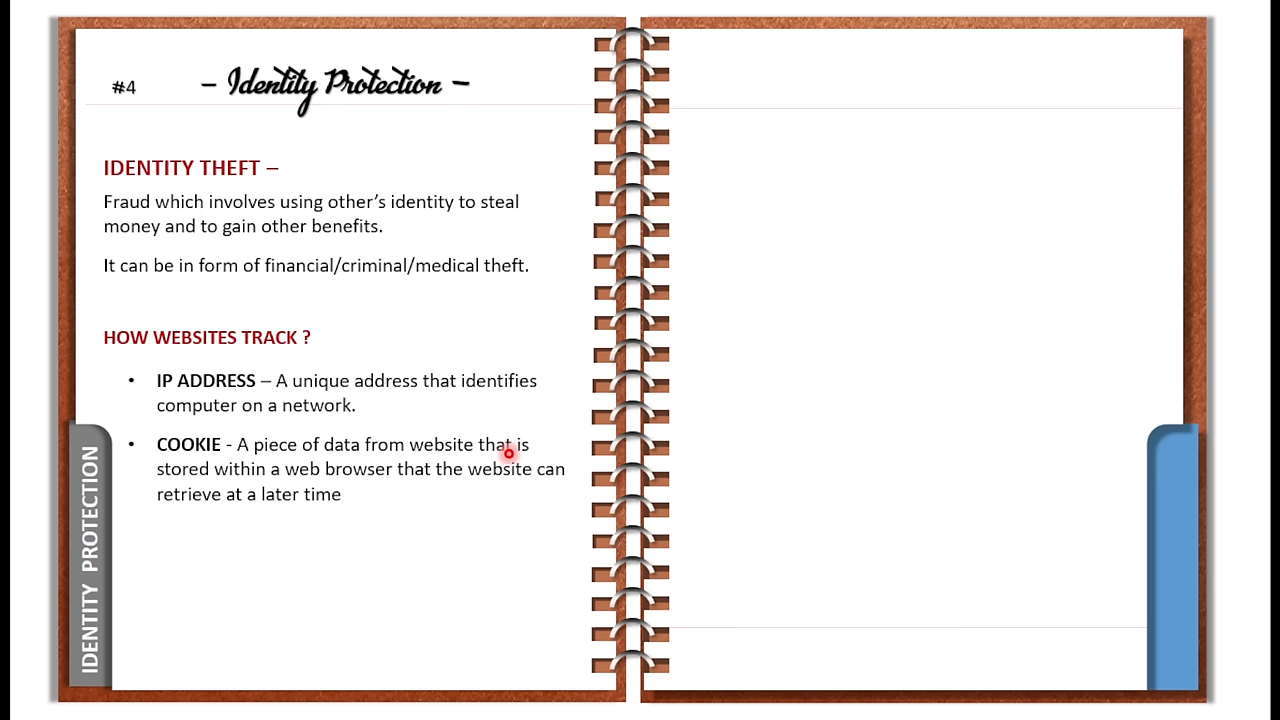 #4
– Identity Protection –
IDENTITY THEFT –
Fraud which involves using other’s identity to steal
money and to gain other benefits.
It can be in form of financial/criminal/medical theft.
HOW WEBSITES TRACK ?
• IP ADDRESS – A unique address that identifies
computer on a network.
• COOKIE - A piece of data from website that is
stored within a web browser that the website can
retrieve at a later time
IDENTITY PROTECTION